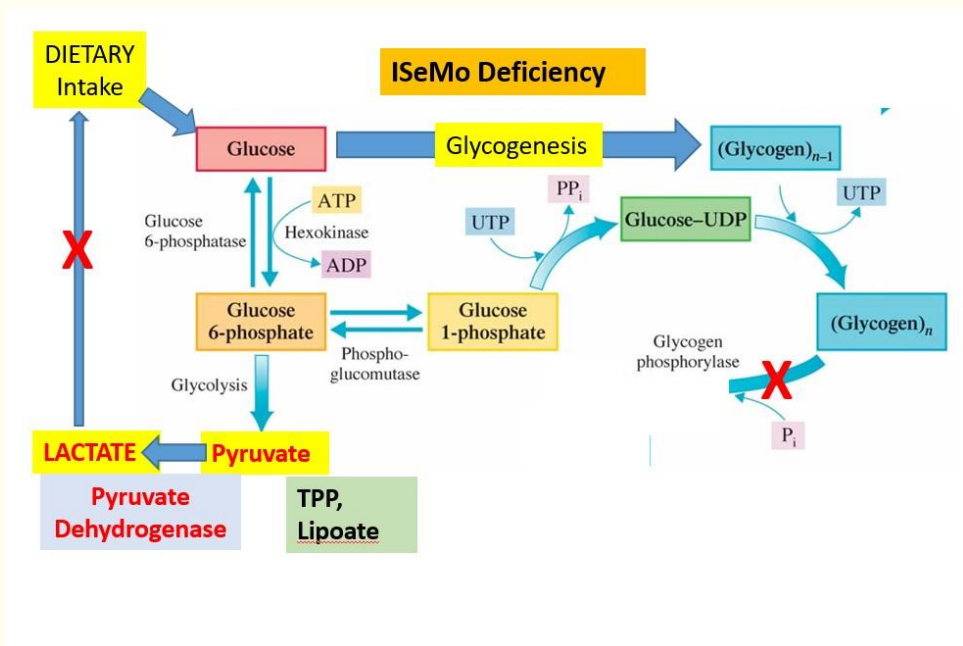 DIETARY
Intake
ISeMo Deficiency
Glucose
Glycogenesis
(Glycogen)n–1
Glucose
6-phosphatase
ATP
Hexokinase
ADP
UTP
PPi
Glucose–UDP
UTP
X
Glucose
6-phosphate
Glucose
1-phosphate
(Glycogen)n
Phospho-
glucomutase
Glycogen
phosphorylase
X
Pi
Glycolysis
LACTATE
Pyruvate
Pyruvate
Dehydrogenase
TPP,
Lipoate